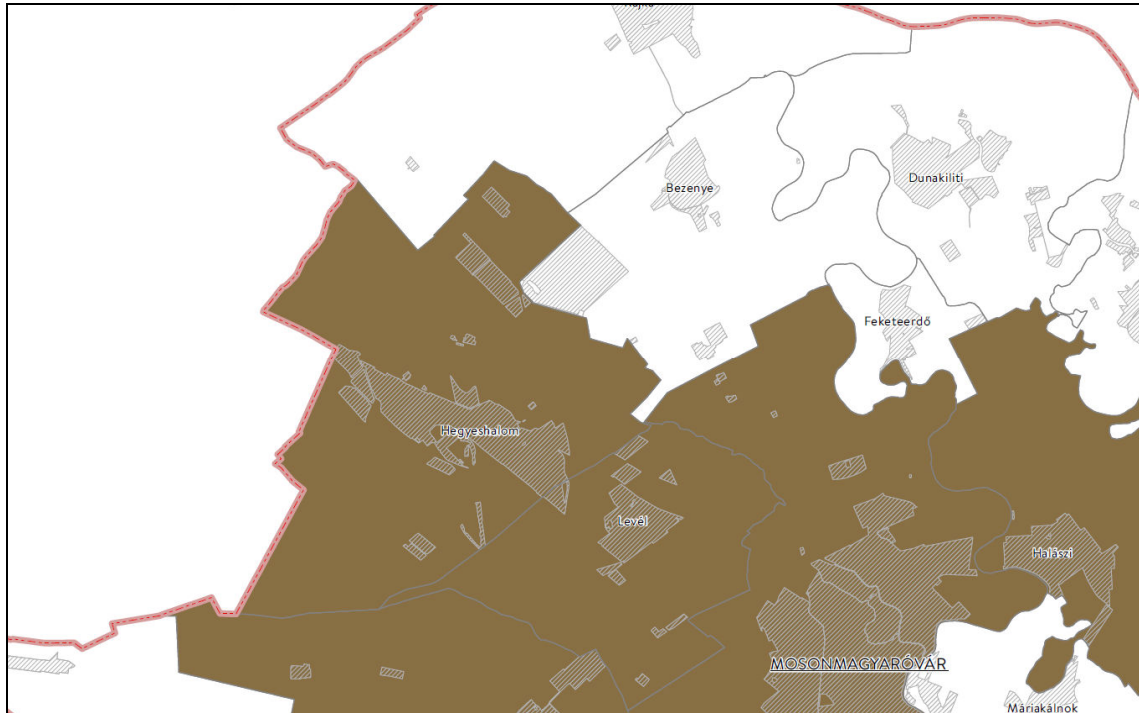 Bezenye
Dunakiliti
Feketeerdő
Hegyeshalom
Levél
Halászi
MOSONMAGYARÓVÁR
Máriakálnok